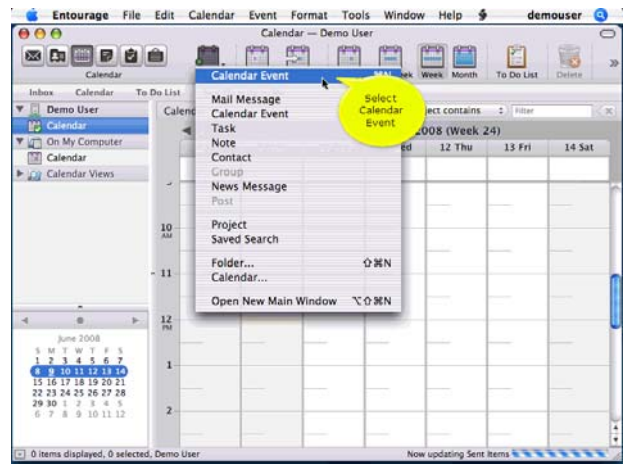 Entourage File Edit Calendar Event Format Tools Window Help demouser
Calendar — Demo User
Calendar
Week Month To Do List Delete
Inbox Calendar To Do List
Demo User
Calendar
On My Computer
Calendar
Calendar Views
Calendar Event ⌘N
Mail Message
Calendar Event
Task
Note
Contact
Group
News Message
Post
Project
Saved Search
Folder... ⇧⌘N
Calendar...
Open New Main Window ⌥⇧⌘N
Select
Calendar
Event
ject contains Filter
008 (Week 24)
ed 12 Thu 13 Fri 14 Sat
10
AM
11
12
PM
1
2
June 2008
S M T W T F S
1 2 3 4 5 6 7
8 9 10 11 12 13 14
15 16 17 18 19 20 21
22 23 24 25 26 27 28
29 30 1 2 3 4 5
6 7 8 9 10 11 12
0 items displayed, 0 selected, Demo User Now updating Sent Items